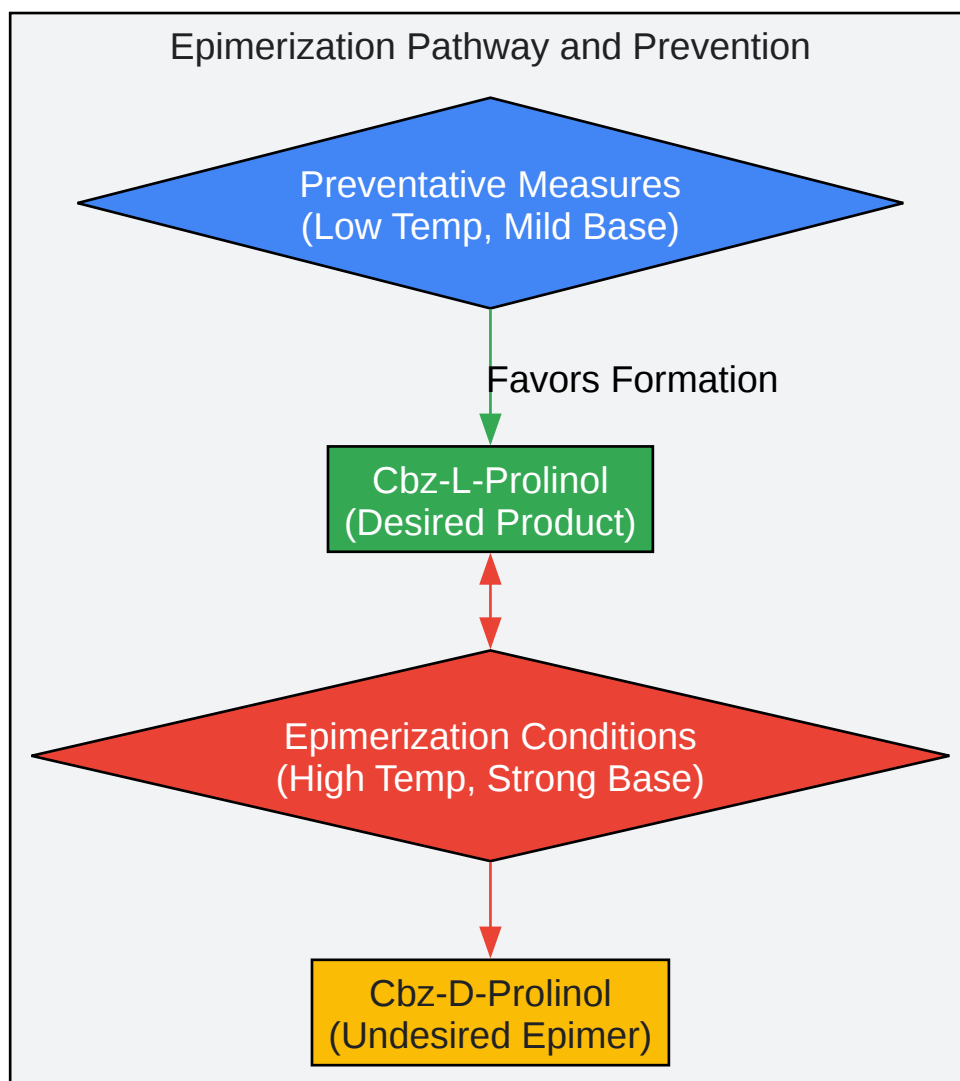 Epimerization Pathway and Prevention
Preventative Measures
(Low Temp, Mild Base)
Favors Formation
Cbz-L-Prolinol
(Desired Product)
Epimerization Conditions
(High Temp, Strong Base)
Cbz-D-Prolinol
(Undesired Epimer)